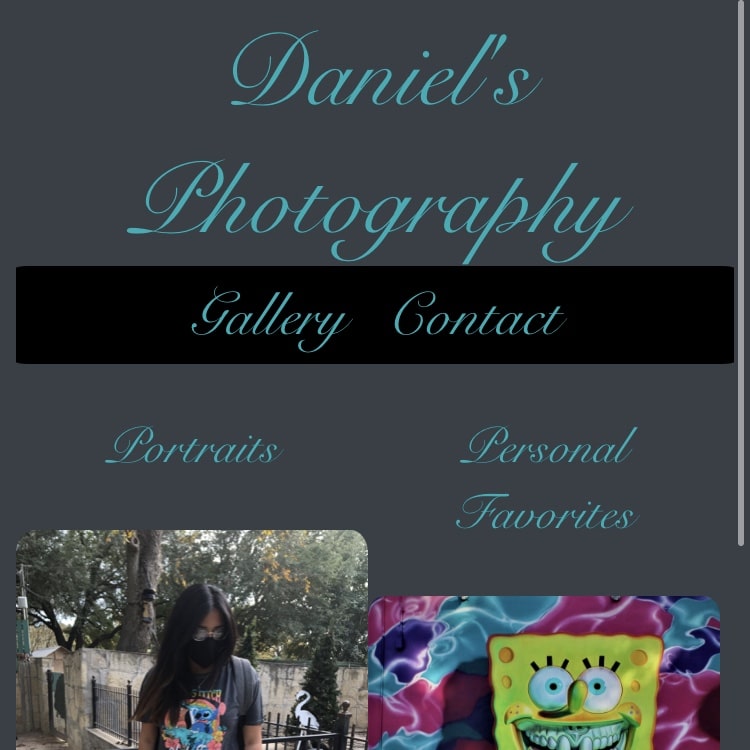 Daniel's
Photography
Gallery Contact
Portraits
Personal
Favorites